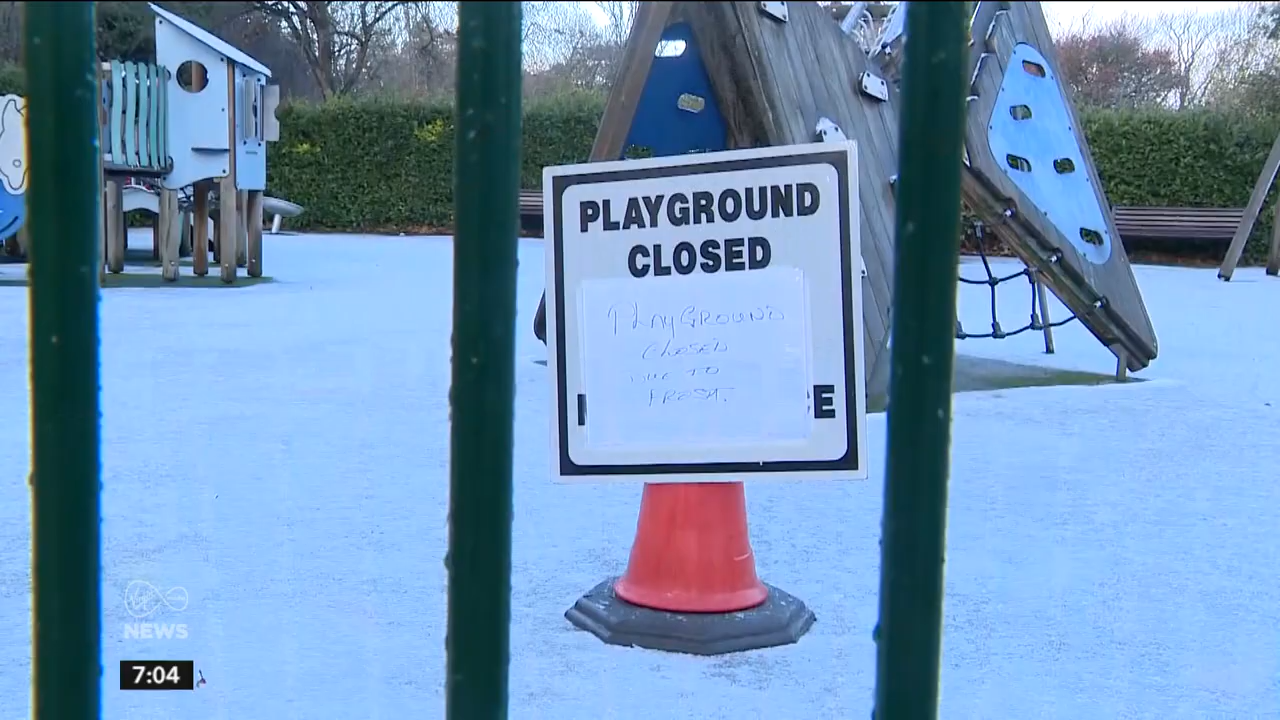 PLAYGROUND
CLOSED
PLAYGROUND
CLOSED
DUE TO
FROST.
E
NEWS
7:04